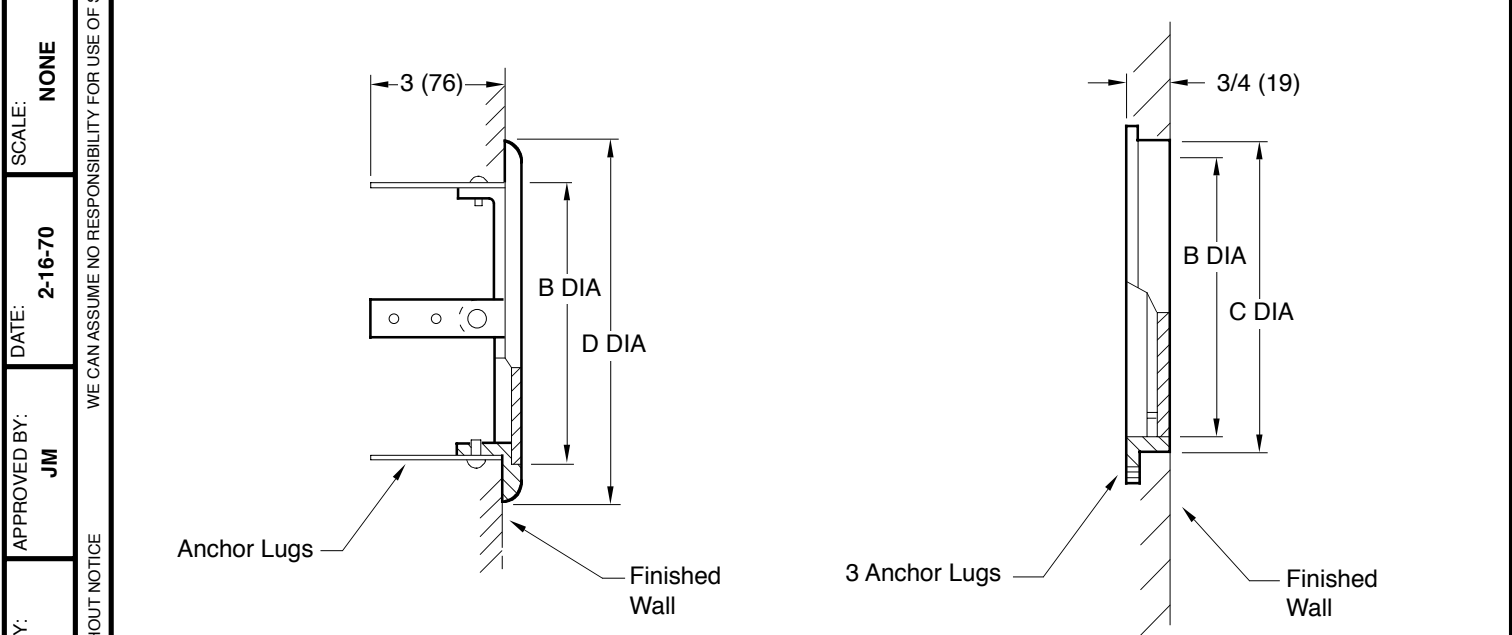 SCALE:
NONE
DATE:
2-16-70
APPROVED BY:
JM
WE CAN ASSUME NO RESPONSIBILITY FOR USE OF
NOTICE
3 (76)
B DIA
D DIA
Anchor Lugs
Finished
Wall
3/4 (19)
B DIA
C DIA
3 Anchor Lugs
Finished
Wall